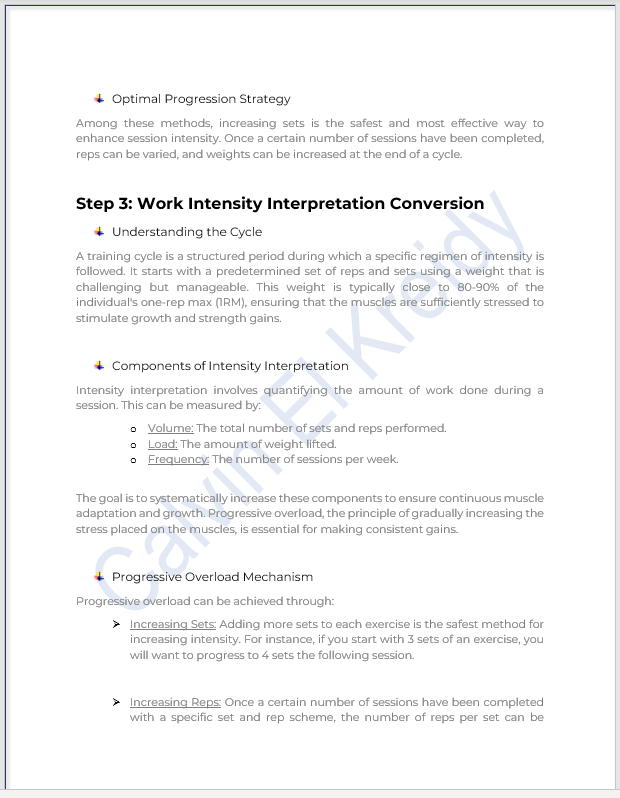 Optimal Progression Strategy
Among these methods, increasing sets is the safest and most effective way to
enhance session intensity. Once a certain number of sessions have been completed,
reps can be varied, and weights can be increased at the end of a cycle.
Step 3: Work Intensity Interpretation Conversion
Understanding the Cycle
A training cycle is a structured period during which a specific regimen of intensity is
followed. It starts with a predetermined set of reps and sets using a weight that is
challenging but manageable. This weight is typically close to 80-90% of the
individual's one-rep max (1RM), ensuring that the muscles are sufficiently stressed to
stimulate growth and strength gains.
Components of Intensity Interpretation
Intensity interpretation involves quantifying the amount of work done during a
session. This can be measured by:
o Volume: The total number of sets and reps performed.
o Load: The amount of weight lifted.
o Frequency: The number of sessions per week.
The goal is to systematically increase these components to ensure continuous muscle
adaptation and growth. Progressive overload, the principle of gradually increasing the
stress placed on the muscles, is essential for making consistent gains.
Progressive Overload Mechanism
Progressive overload can be achieved through:
➢ Increasing Sets: Adding more sets to each exercise is the safest method for
increasing intensity. For instance, if you start with 3 sets of an exercise, you
will want to progress to 4 sets the following session.
➢ Increasing Reps: Once a certain number of sessions have been completed
with a specific set and rep scheme, the number of reps per set can be
Calvin El Kreidy